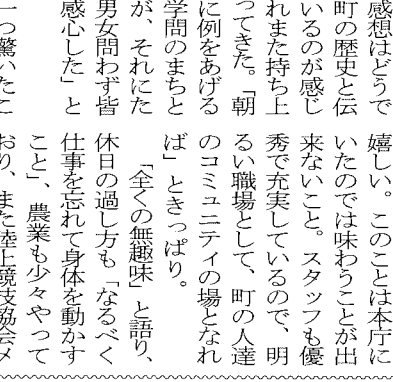 感想はどうで
町の歴史と伝
いるのが感じ
れまた持ち上
ってきた。「朝
に例をあげる
学問のまちと
が、それにた
男女問わず皆
感心した」と
一つ驚いたこ
嬉しい。このことは本庁に
いたのでは味わうことが出
来ないこと。スタッフも優
秀で充実しているので、明
るい職場として、町の人達
のコミュニティの場となれ
ば」ときっぱり。
「全くの無趣味」と語り、
休日の過し方も「なるべく
仕事を忘れて身体を動かす
こと」、農業も少々やって
おり、また陸上競技協会メ